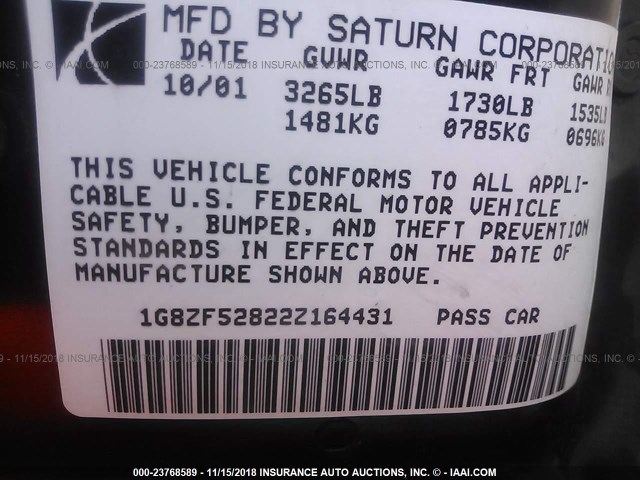 MFD BY SATURN CORPORATIO
DATE GVWR GAWR FRT GAWR
10/01 3265LB 1730LB 1535LB
1481KG 0785KG 0696KG
THIS VEHICLE CONFORMS TO ALL APPLI-
CABLE U.S. FEDERAL MOTOR VEHICLE
SAFETY, BUMPER, AND THEFT PREVENTION
STANDARDS IN EFFECT ON THE DATE OF
MANUFACTURE SHOWN ABOVE.
1G8ZF52822Z164431 PASS CAR
000-23768589 - 11/15/2018 INSURANCE AUTO AUCTIONS, INC. - © IAAI.COM